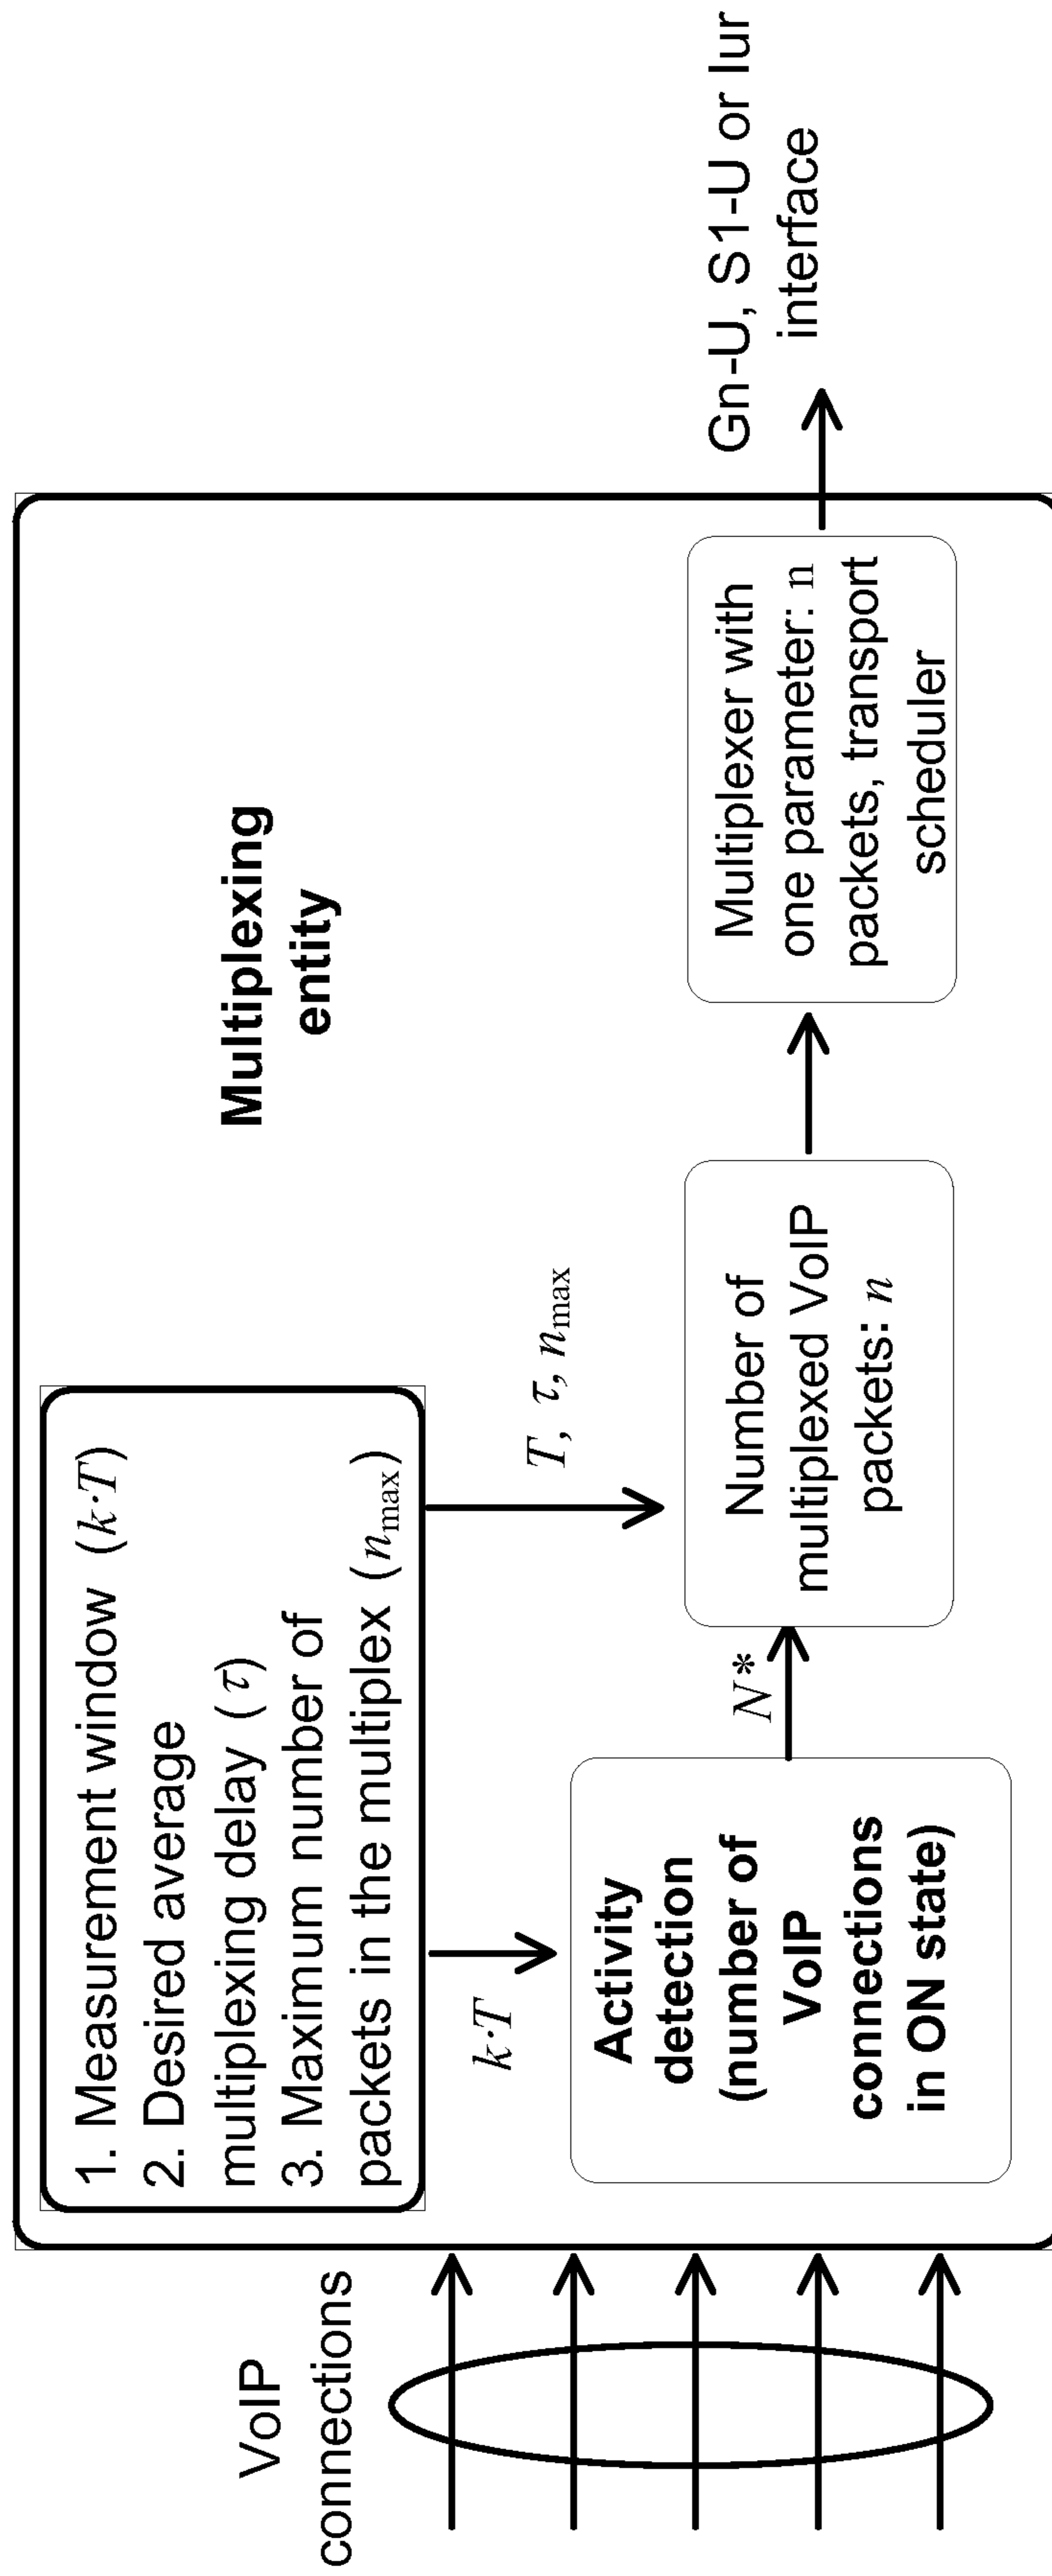 VoIP
connections
1. Measurement window (k·T)
2. Desired average
multiplexing delay (τ)
3. Maximum number of
packets in the multiplex (nmax)
Multiplexing
entity
k·T
T, τ, nmax
Activity
detection
(number of
VoIP
connections
in ON state)
N*
Number of
multiplexed VoIP
packets: n
Multiplexer with
one parameter: n
packets, transport
scheduler
Gn-U, S1-U or Iur
interface